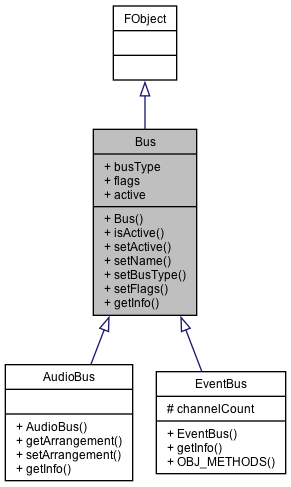 FObject
Bus
+ busType
+ flags
+ active
+ Bus()
+ isActive()
+ setActive()
+ setName()
+ setBusType()
+ setFlags()
+ getInfo()
AudioBus
+ AudioBus()
+ getArrangement()
+ setArrangement()
+ getInfo()
EventBus
# channelCount
+ EventBus()
+ getInfo()
+ OBJ_METHODS()